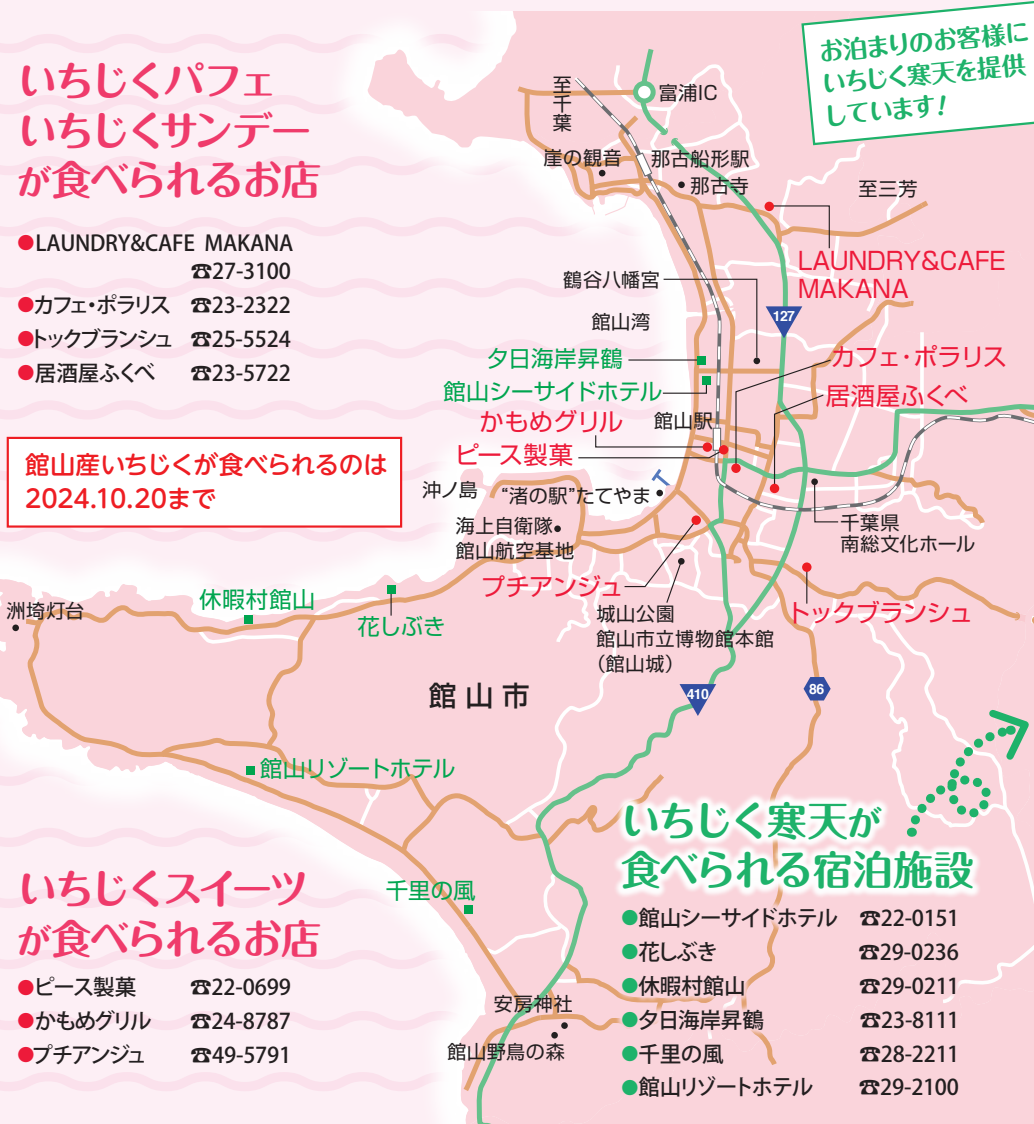 いちじくパフェ
いちじくサンデー
が食べられるお店
●LAUNDRY&CAFE MAKANA
☎27-3100
●カフェ・ポラリス ☎23-2322
●トックブランシュ ☎25-5524
●居酒屋ふくべ ☎23-5722
館山産いちじくが食べられるのは
2024.10.20まで
お泊まりのお客様に
いちじく寒天を提供
しています!
至千葉
富浦IC
崖の観音
那古船形駅
那古寺
至三芳
LAUNDRY&CAFE
MAKANA
鶴谷八幡宮
館山湾
127
夕日海岸昇鶴
カフェ・ポラリス
館山シーサイドホテル
居酒屋ふくべ
かもめグリル
館山駅
ピース製菓
沖ノ島
“渚の駅”たてやま
海上自衛隊
館山航空基地
千葉県
南総文化ホール
プチアンジュ
トックブランシュ
城山公園
館山市立博物館本館
(館山城)
洲埼灯台
休暇村館山
花しぶき
館山市
410
86
館山リゾートホテル
千里の風
安房神社
館山野鳥の森
いちじくスイーツ
が食べられるお店
●ピース製菓 ☎22-0699
●かもめグリル ☎24-8787
●プチアンジュ ☎49-5791
いちじく寒天が
食べられる宿泊施設
●館山シーサイドホテル ☎22-0151
●花しぶき ☎29-0236
●休暇村館山 ☎29-0211
●夕日海岸昇鶴 ☎23-8111
●千里の風 ☎28-2211
●館山リゾートホテル ☎29-2100